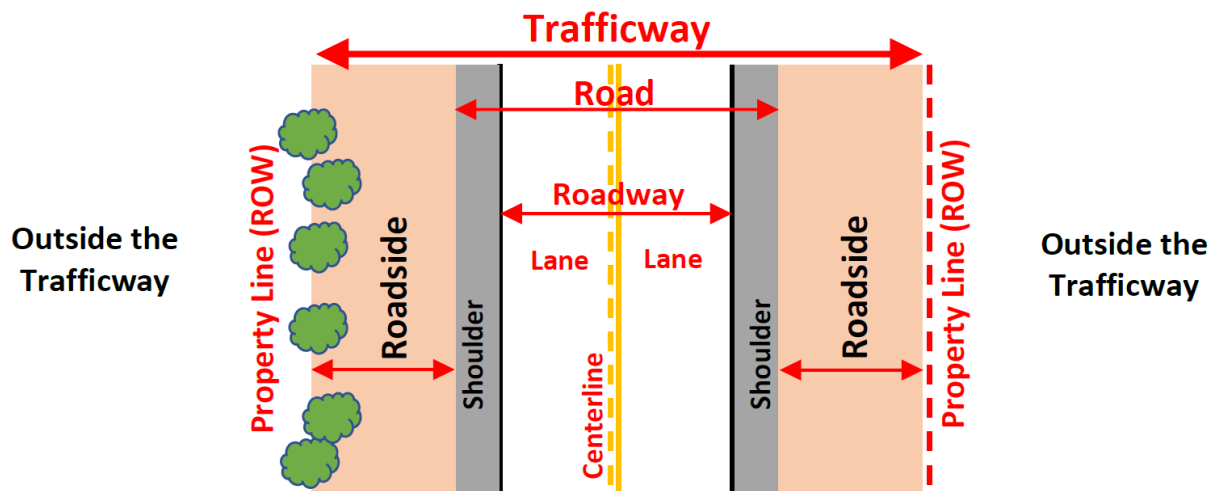 Trafficway
Road
Roadway
Lane
Lane
Outside the
Trafficway
Property Line (ROW)
Roadside
Shoulder
Centerline
Shoulder
Roadside
Property Line (ROW)
Outside the
Trafficway